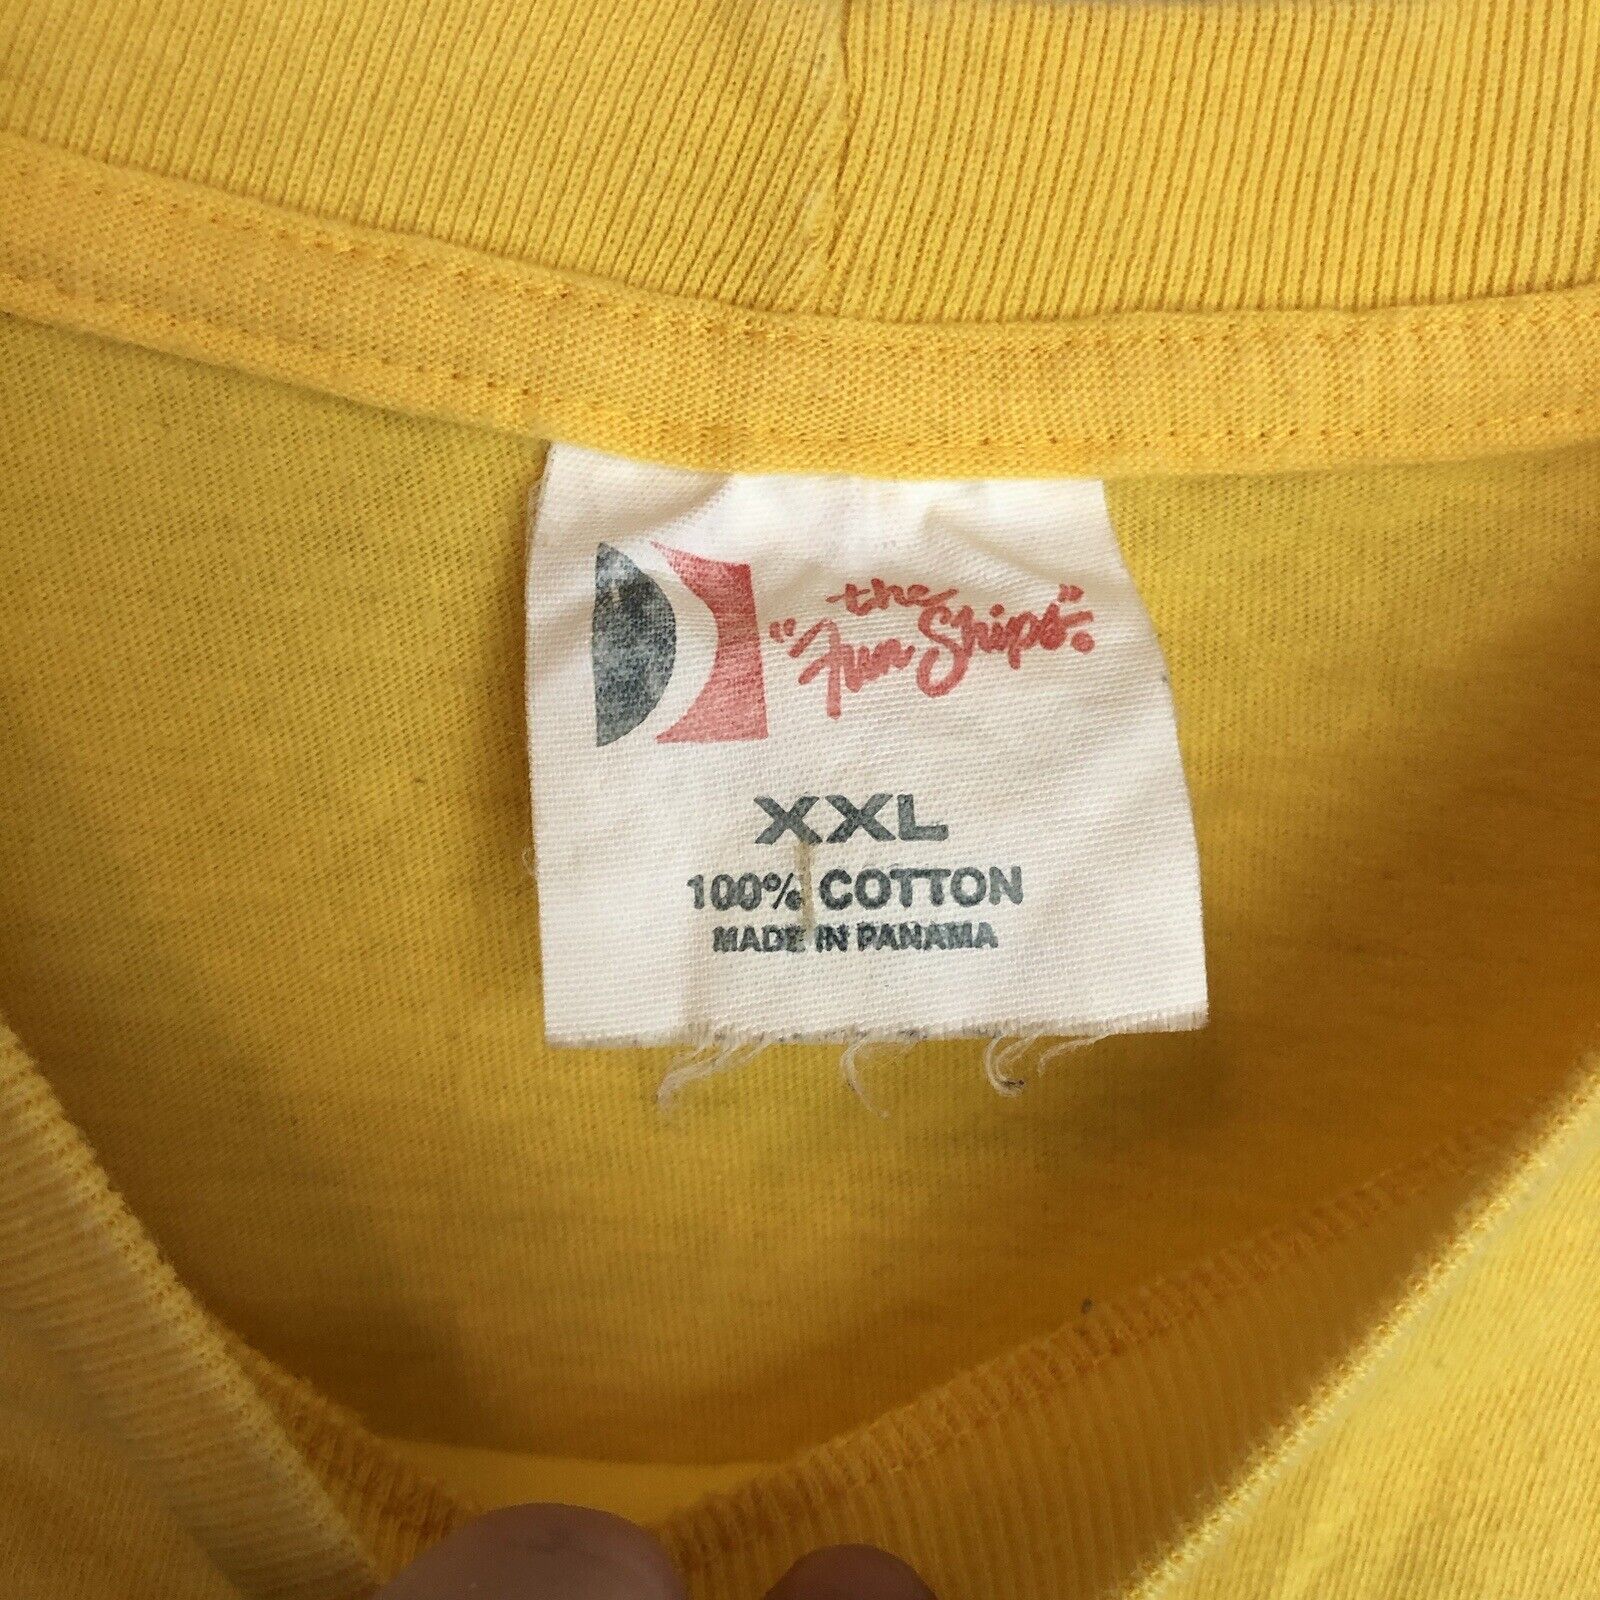 the
"Fun Ships".
XXL
100% COTTON
MADE IN PANAMA